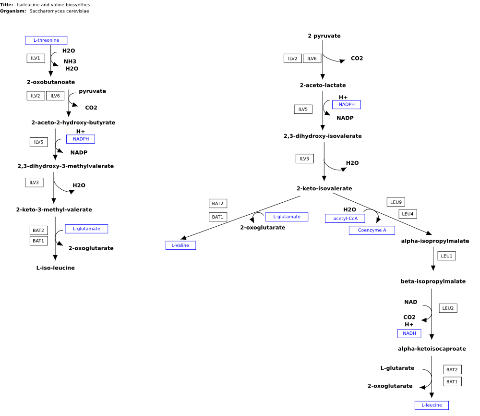 Title: Isoleucine and valine biosynthesis
Organism: Saccharomyces cerevisiae
L-threonine
H2O
ILV1
NH3
H2O
2-oxobutanoate
ILV2 ILV6
pyruvate
CO2
2-aceto-2-hydroxy-butyrate
H+
NADPH
ILV5
NADP
2,3-dihydroxy-3-methylvalerate
ILV3
H2O
2-keto-3-methyl-valerate
BAT2
L-glutamate
BAT1
2-oxoglutarate
L-iso-leucine
2 pyruvate
ILV2 ILV6
CO2
2-aceto-lactate
H+
NADPH
ILV5
NADP
2,3-dihydroxy-isovalerate
ILV3
H2O
2-keto-isovalerate
BAT2
BAT1
L-glutamate
2-oxoglutarate
L-valine
H2O
acetyl-CoA
Coenzyme A
LEU9
LEU4
alpha-isopropylmalate
LEU1
beta-isopropylmalate
NAD
LEU2
CO2
H+
NADH
alpha-ketoisocaproate
L-glutarate
BAT2
BAT1
2-oxoglutarate
L-leucine